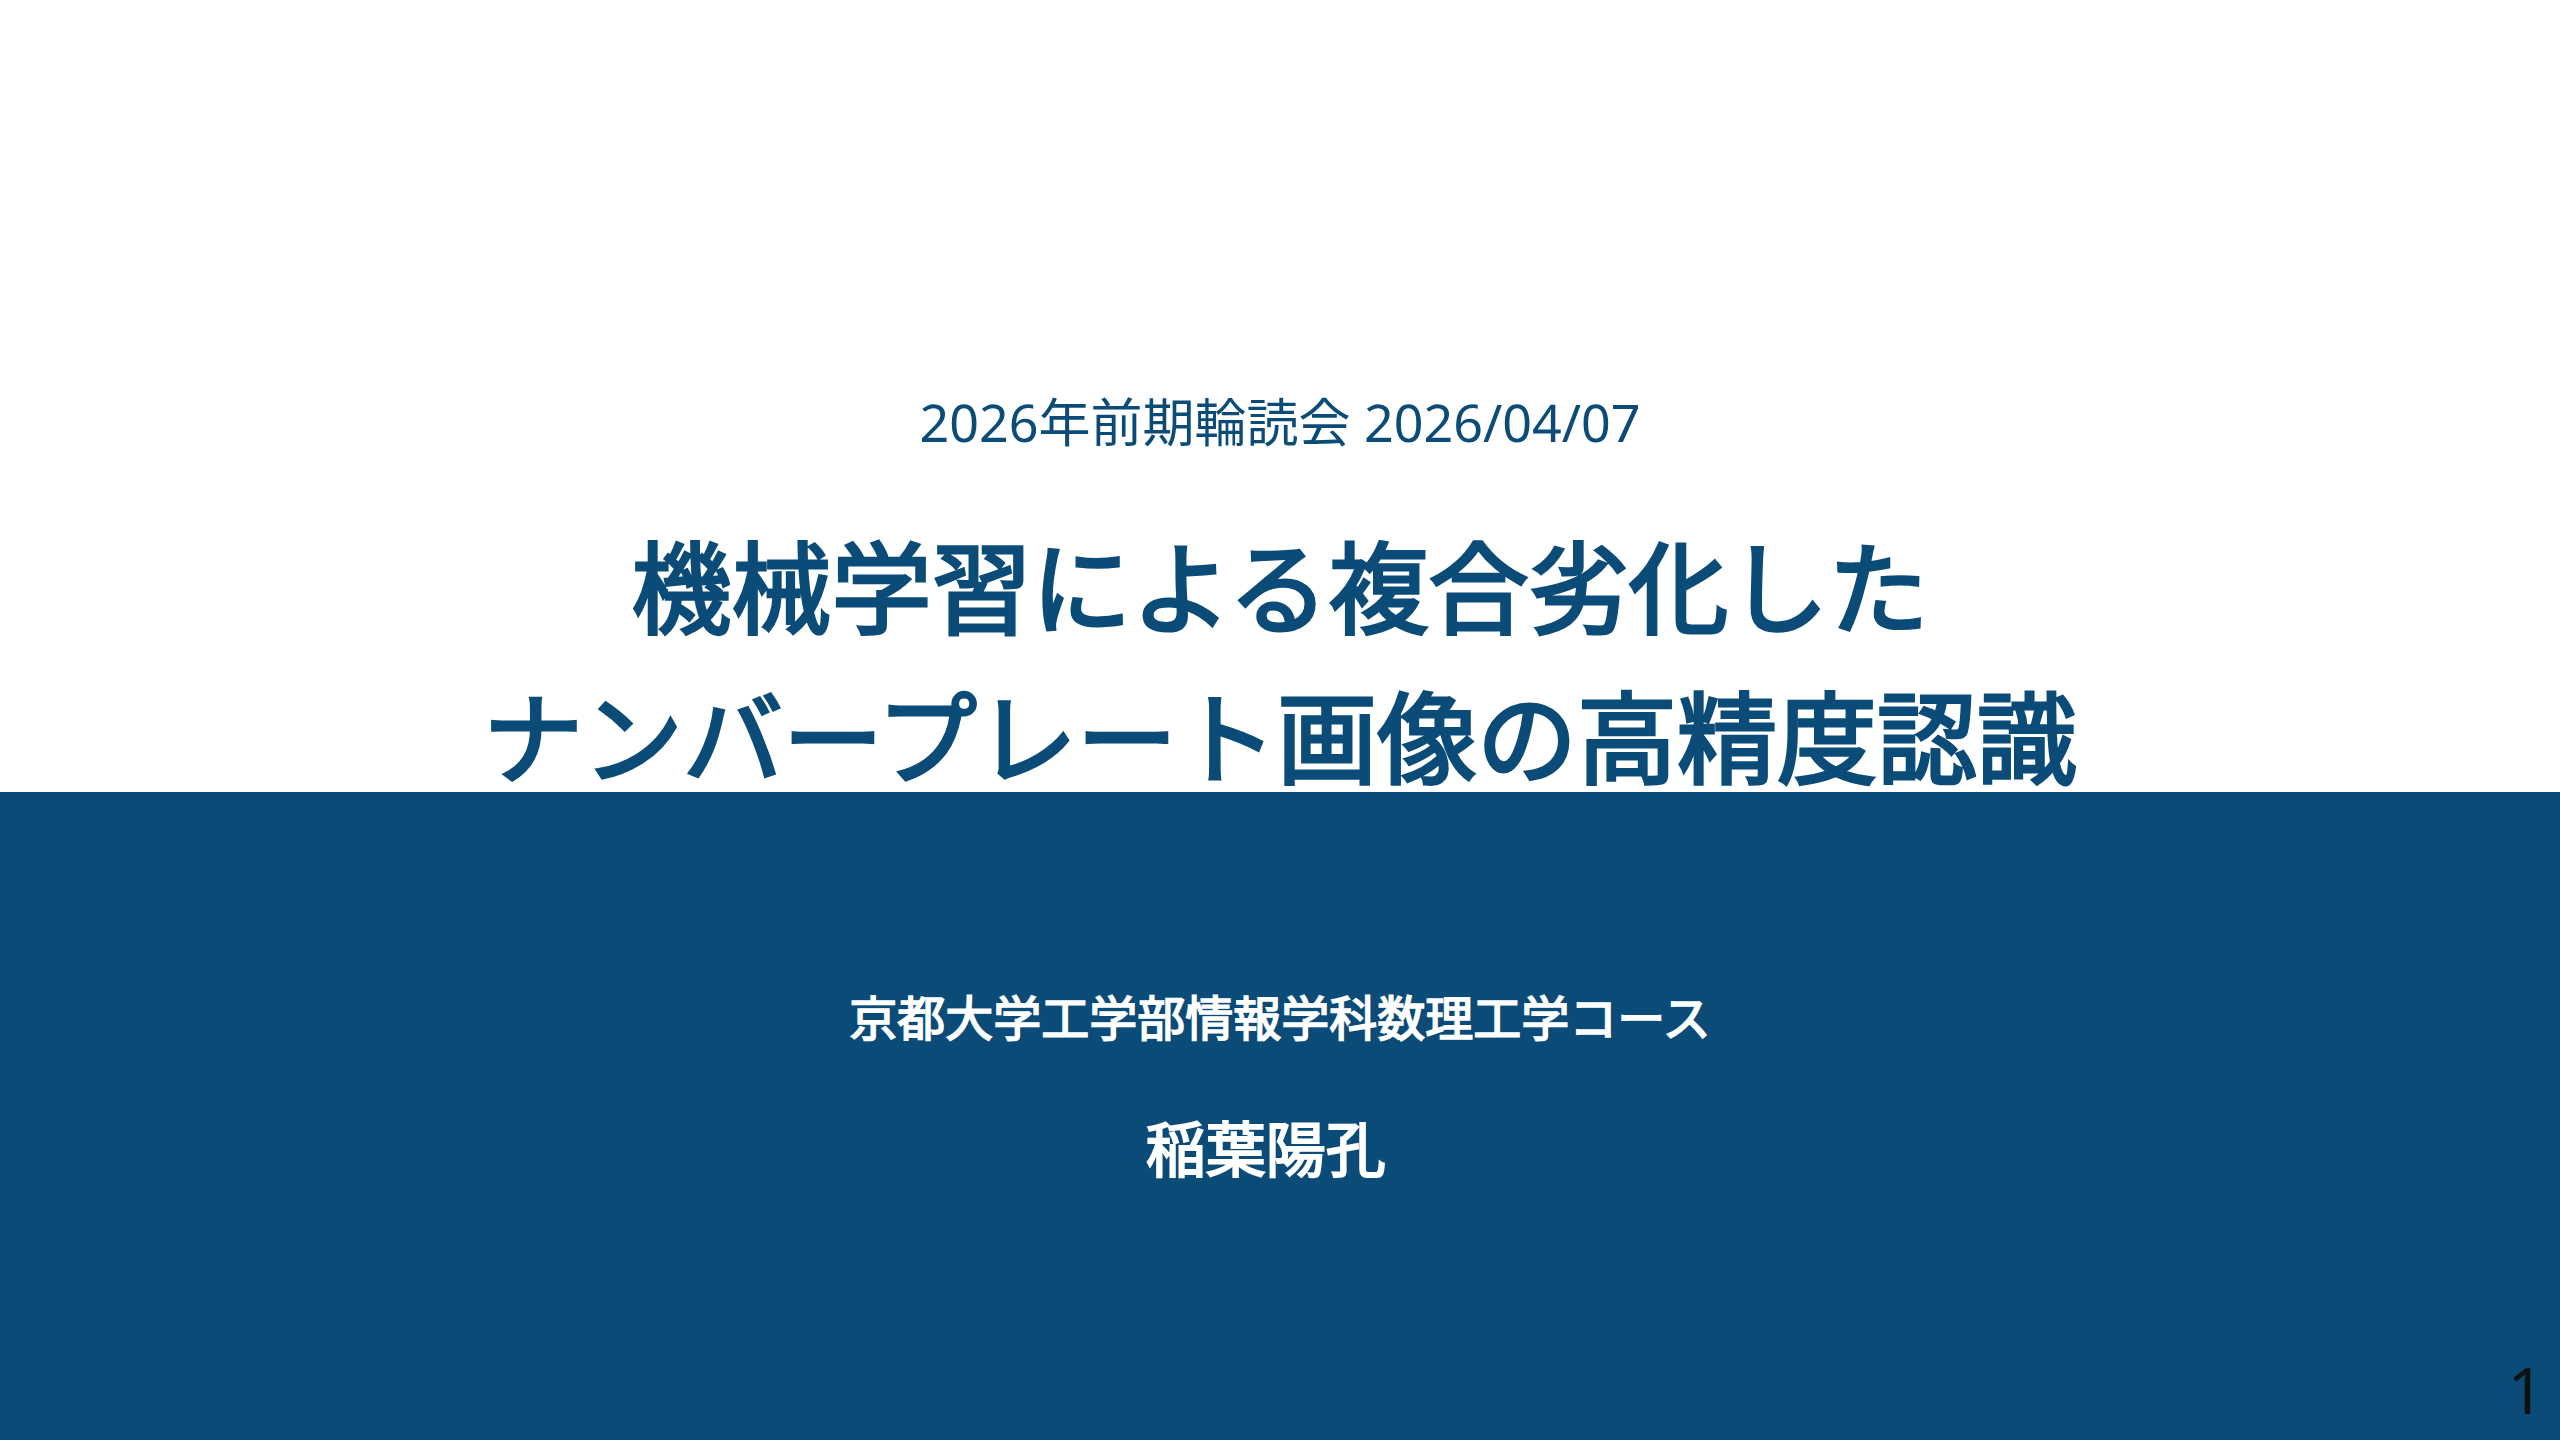 2026年前期輪読会 2026/04/07
機械学習による複合劣化した
ナンバープレート画像の高精度認識
京都大学工学部情報学科数理工学コース
稲葉陽孔
1